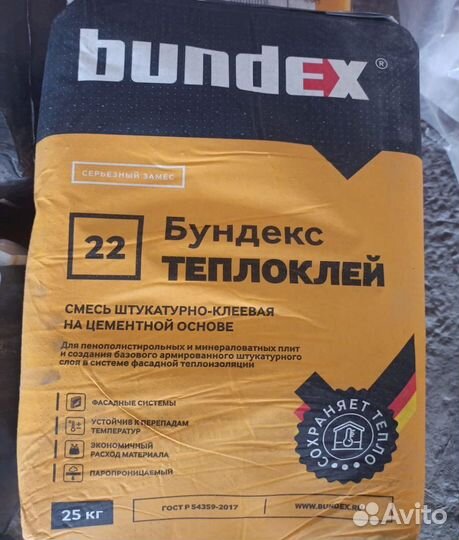 bundex®
СЕРЬЕЗНЫЙ ЗАМЕС
22
Бундекс
ТЕПЛОКЛЕЙ
СМЕСЬ ШТУКАТУРНО-КЛЕЕВАЯ
НА ЦЕМЕНТНОЙ ОСНОВЕ
Для пенополистирольных и минераловатных плит
и создания базового армированного штукатурного
слоя в системе фасадной теплоизоляции
ФАСАДНЫЕ СИСТЕМЫ
УСТОЙЧИВ К ПЕРЕПАДАМ
ТЕМПЕРАТУР
ЭКОНОМИЧНЫЙ
РАСХОД МАТЕРИАЛА
ПАРОПРОНИЦАЕМЫЙ
СОХРАНЯЕТ ТЕПЛО
25 КГ
ГОСТ Р 54359-2017
WWW.BUNDEX.RU
Avito